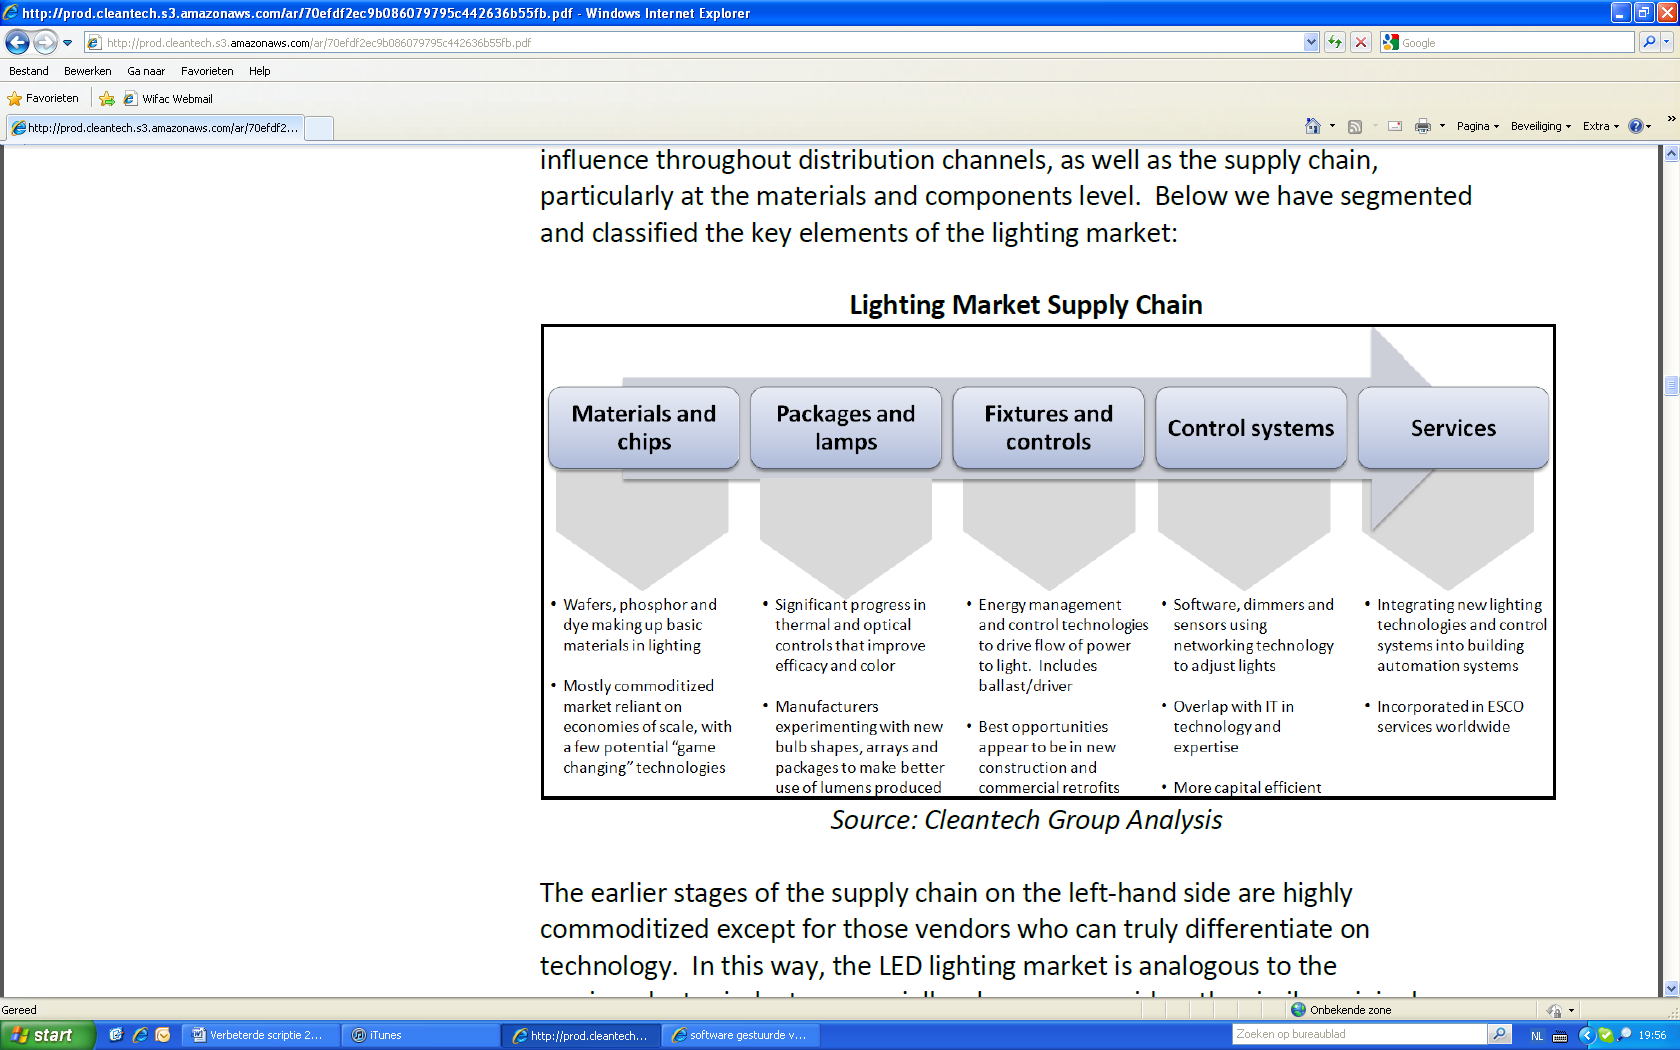 http://prod.cleantech.s3.amazonaws.com/ar/70efdf2ec9b086079795c442636b55fb.pdf - Windows Internet Explorer
http://prod.cleantech.s3.amazonaws.com/ar/70efdf2ec9b086079795c442636b55fb.pdf
Google
Bestand Bewerken Ga naar Favorieten Help
Favorieten Wifac Webmail
http://prod.cleantech.s3.amazonaws.com/ar/70efdf2...
Pagina Beveiliging Extra »
influence throughout distribution channels, as well as the supply chain,
particularly at the materials and components level. Below we have segmented
and classified the key elements of the lighting market:
Lighting Market Supply Chain
Materials and
chips
Packages and
lamps
Fixtures and
controls
Control systems
Services
• Wafers, phosphor and
dye making up basic
materials in lighting
• Mostly commoditized
market reliant on
economies of scale, with
a few potential “game
changing” technologies
• Significant progress in
thermal and optical
controls that improve
efficacy and color
• Manufacturers
experimenting with new
bulb shapes, arrays and
packages to make better
use of lumens produced
• Energy management
and control technologies
to drive flow of power
to light. Includes
ballast/driver
• Best opportunities
appear to be in new
construction and
commercial retrofits
• Software, dimmers and
sensors using
networking technology
to adjust lights
• Overlap with IT in
technology and
expertise
• More capital efficient
• Integrating new lighting
technologies and control
systems into building
automation systems
• Incorporated in ESCO
services worldwide
Source: Cleantech Group Analysis
The earlier stages of the supply chain on the left-hand side are highly
commoditized except for those vendors who can truly differentiate on
technology. In this way, the LED lighting market is analogous to the
Gereed
Onbekende zone
start
Verbeterde scriptie 2...
iTunes
http://prod.cleantech...
software gestuurde v...
Zoeken op bureaublad
NL
19:56